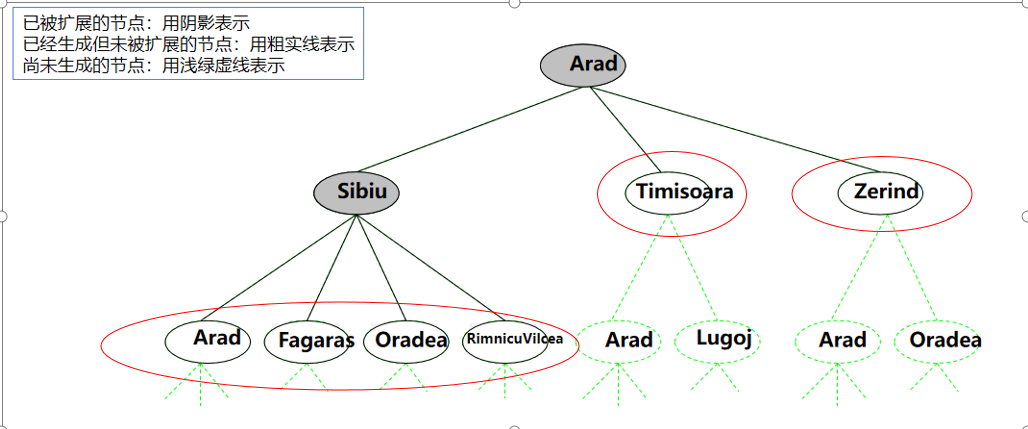 已被扩展的节点：用阴影表示
已经生成但未被扩展的节点：用粗实线表示
尚未生成的节点：用浅绿虚线表示
Arad
Sibiu Timisoara Zerind
Arad Fagaras Oradea RimnicuVilcea Arad Lugoj Arad Oradea